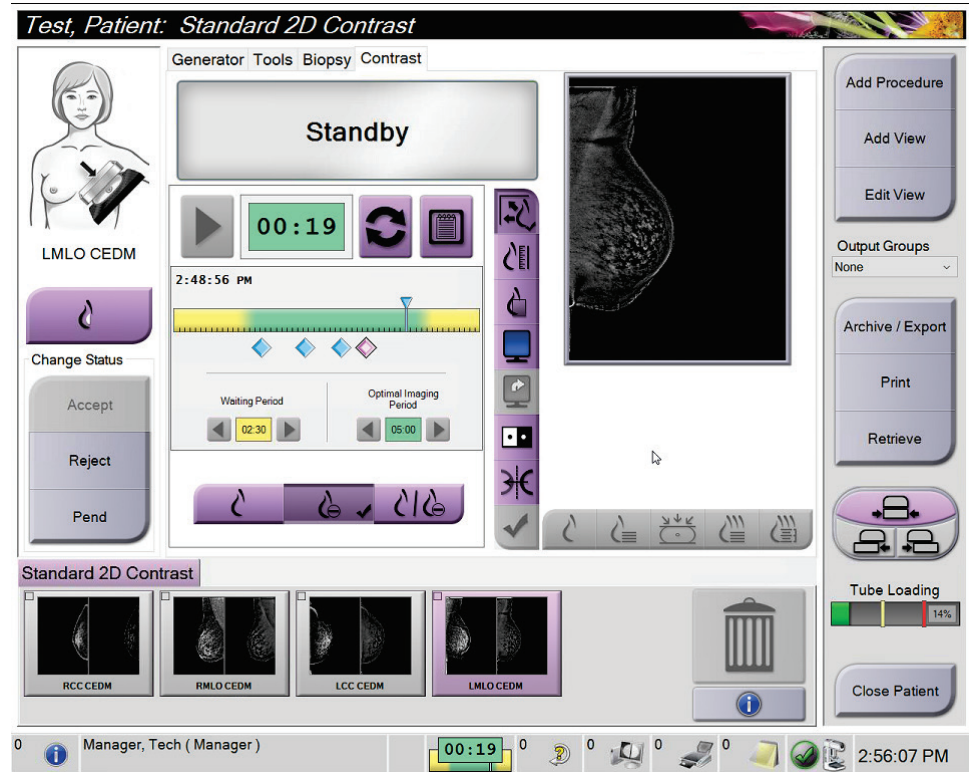 Test, Patient: Standard 2D Contrast
Generator Tools Biopsy Contrast
Standby
LMLO CEDM
Change Status
Accept
Reject
Pend
00:19
2:48:56 PM
Waiting Period
02:30
Optimal Imaging
Period
05:00
Add Procedure
Add View
Edit View
Output Groups
None
Archive / Export
Print
Retrieve
Tube Loading
14%
Close Patient
Standard 2D Contrast
RCC CEDM
RMLO CEDM
LCC CEDM
LMLO CEDM
0
Manager, Tech ( Manager )
00:19
0
0
0
0
2:56:07 PM